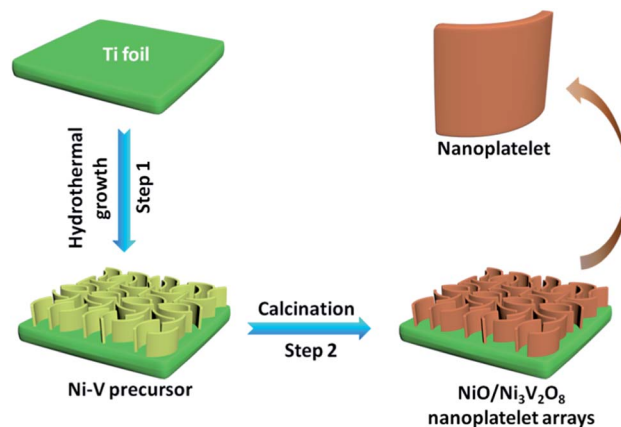 Ti foil
Nanoplatelet
Hydrothermal
growth
Step 1
Calcination
Step 2
Ni-V precursor
NiO/Ni₃V₂O₈
nanoplatelet arrays